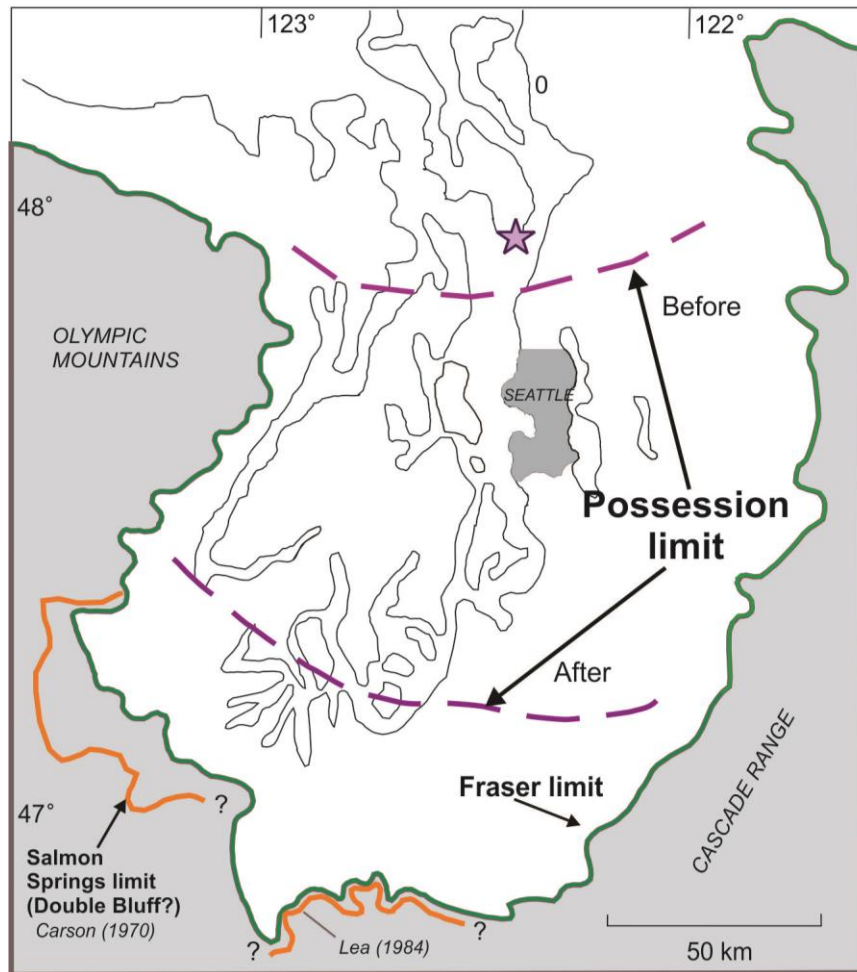 123°
122°
0
48°
OLYMPIC
MOUNTAINS
Before
SEATTLE
Possession
limit
After
Fraser limit
CASCADE RANGE
47°
?
Salmon
Springs limit
(Double Bluff?)
Carson (1970)
?
Lea (1984)
?
50 km